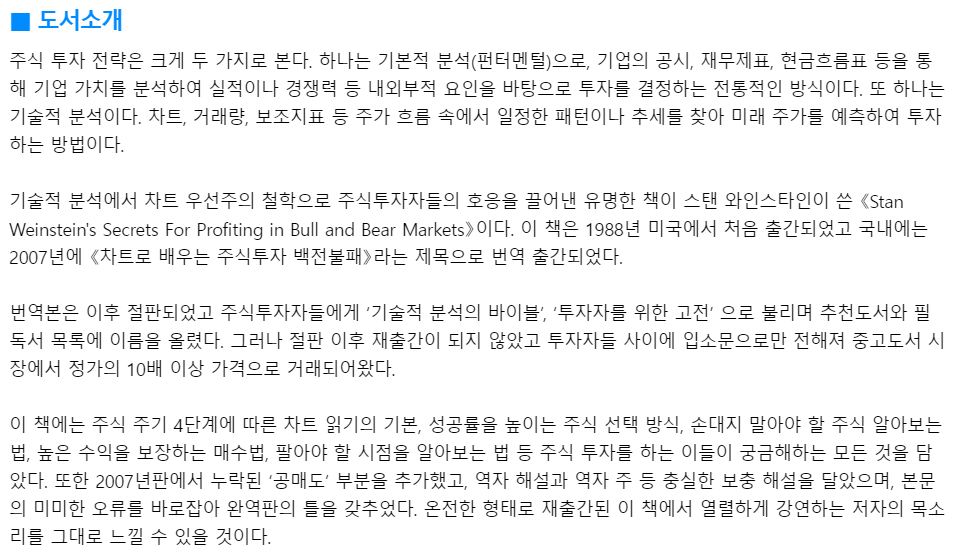 ■ 도서소개
주식 투자 전략은 크게 두 가지로 본다. 하나는 기본적 분석(펀터멘털)으로, 기업의 공시, 재무제표, 현금흐름표 등을 통
해 기업 가치를 분석하여 실적이나 경쟁력 등 내외부적 요인을 바탕으로 투자를 결정하는 전통적인 방식이다. 또 하나는
기술적 분석이다. 차트, 거래량, 보조지표 등 주가 흐름 속에서 일정한 패턴이나 추세를 찾아 미래 주가를 예측하여 투자
하는 방법이다.
기술적 분석에서 차트 우선주의 철학으로 주식투자자들의 호응을 끌어낸 유명한 책이 스탠 와인스타인이 쓴 《Stan
Weinstein's Secrets For Profiting in Bull and Bear Markets》이다. 이 책은 1988년 미국에서 처음 출간되었고 국내에는
2007년에 《차트로 배우는 주식투자 백전불패》라는 제목으로 번역 출간되었다.
번역본은 이후 절판되었고 주식투자자들에게 ‘기술적 분석의 바이블’, ‘투자자를 위한 고전’ 으로 불리며 추천도서와 필
독서 목록에 이름을 올렸다. 그러나 절판 이후 재출간이 되지 않았고 투자자들 사이에 입소문으로만 전해져 중고도서 시
장에서 정가의 10배 이상 가격으로 거래되어왔다.
이 책에는 주식 주기 4단계에 따른 차트 읽기의 기본, 성공률을 높이는 주식 선택 방식, 손대지 말아야 할 주식 알아보는
법, 높은 수익을 보장하는 매수법, 팔아야 할 시점을 알아보는 법 등 주식 투자를 하는 이들이 궁금해하는 모든 것을 담
았다. 또한 2007년판에서 누락된 ‘공매도’ 부분을 추가했고, 역자 해설과 역자 주 등 충실한 보충 해설을 달았으며, 본문
의 미미한 오류를 바로잡아 완역판의 틀을 갖추었다. 온전한 형태로 재출간된 이 책에서 열렬하게 강연하는 저자의 목소
리를 그대로 느낄 수 있을 것이다.